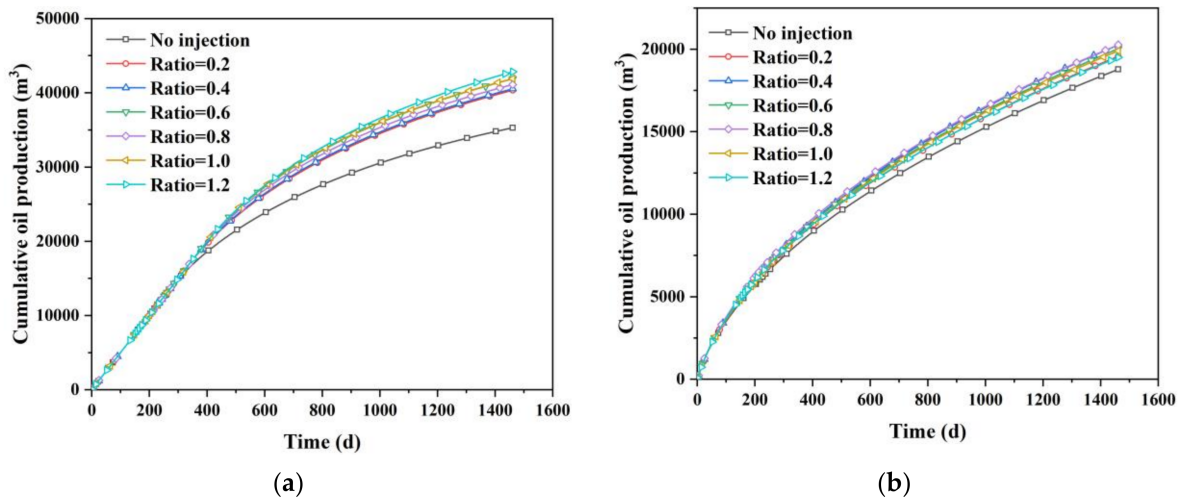 50000
40000
30000
20000
10000
0
Cumulative oil production (m³)
No injection
Ratio=0.2
Ratio=0.4
Ratio=0.6
Ratio=0.8
Ratio=1.0
Ratio=1.2
0 200 400 600 800 1000 1200 1400 1600
Time (d)
(a)
20000
15000
10000
5000
0
Cumulative oil production (m³)
No injection
Ratio=0.2
Ratio=0.4
Ratio=0.6
Ratio=0.8
Ratio=1.0
Ratio=1.2
0 200 400 600 800 1000 1200 1400 1600
Time (d)
(b)